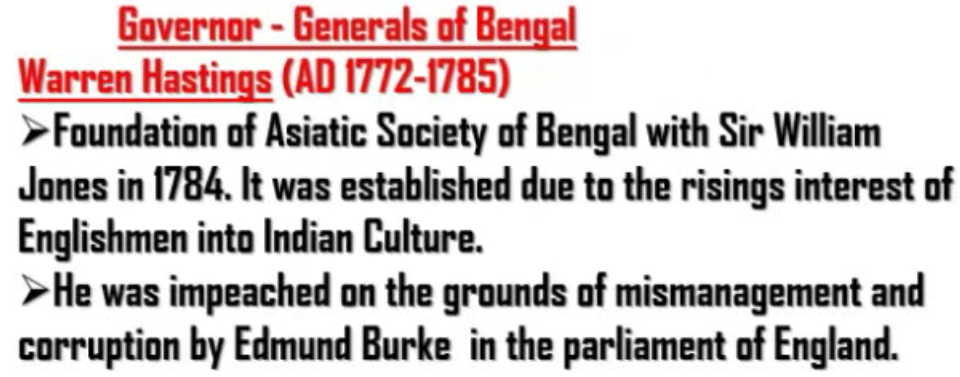 Governor - Generals of Bengal
Warren Hastings (AD 1772-1785)
➢Foundation of Asiatic Society of Bengal with Sir William
Jones in 1784. It was established due to the risings interest of
Englishmen into Indian Culture.
➢He was impeached on the grounds of mismanagement and
corruption by Edmund Burke in the parliament of England.